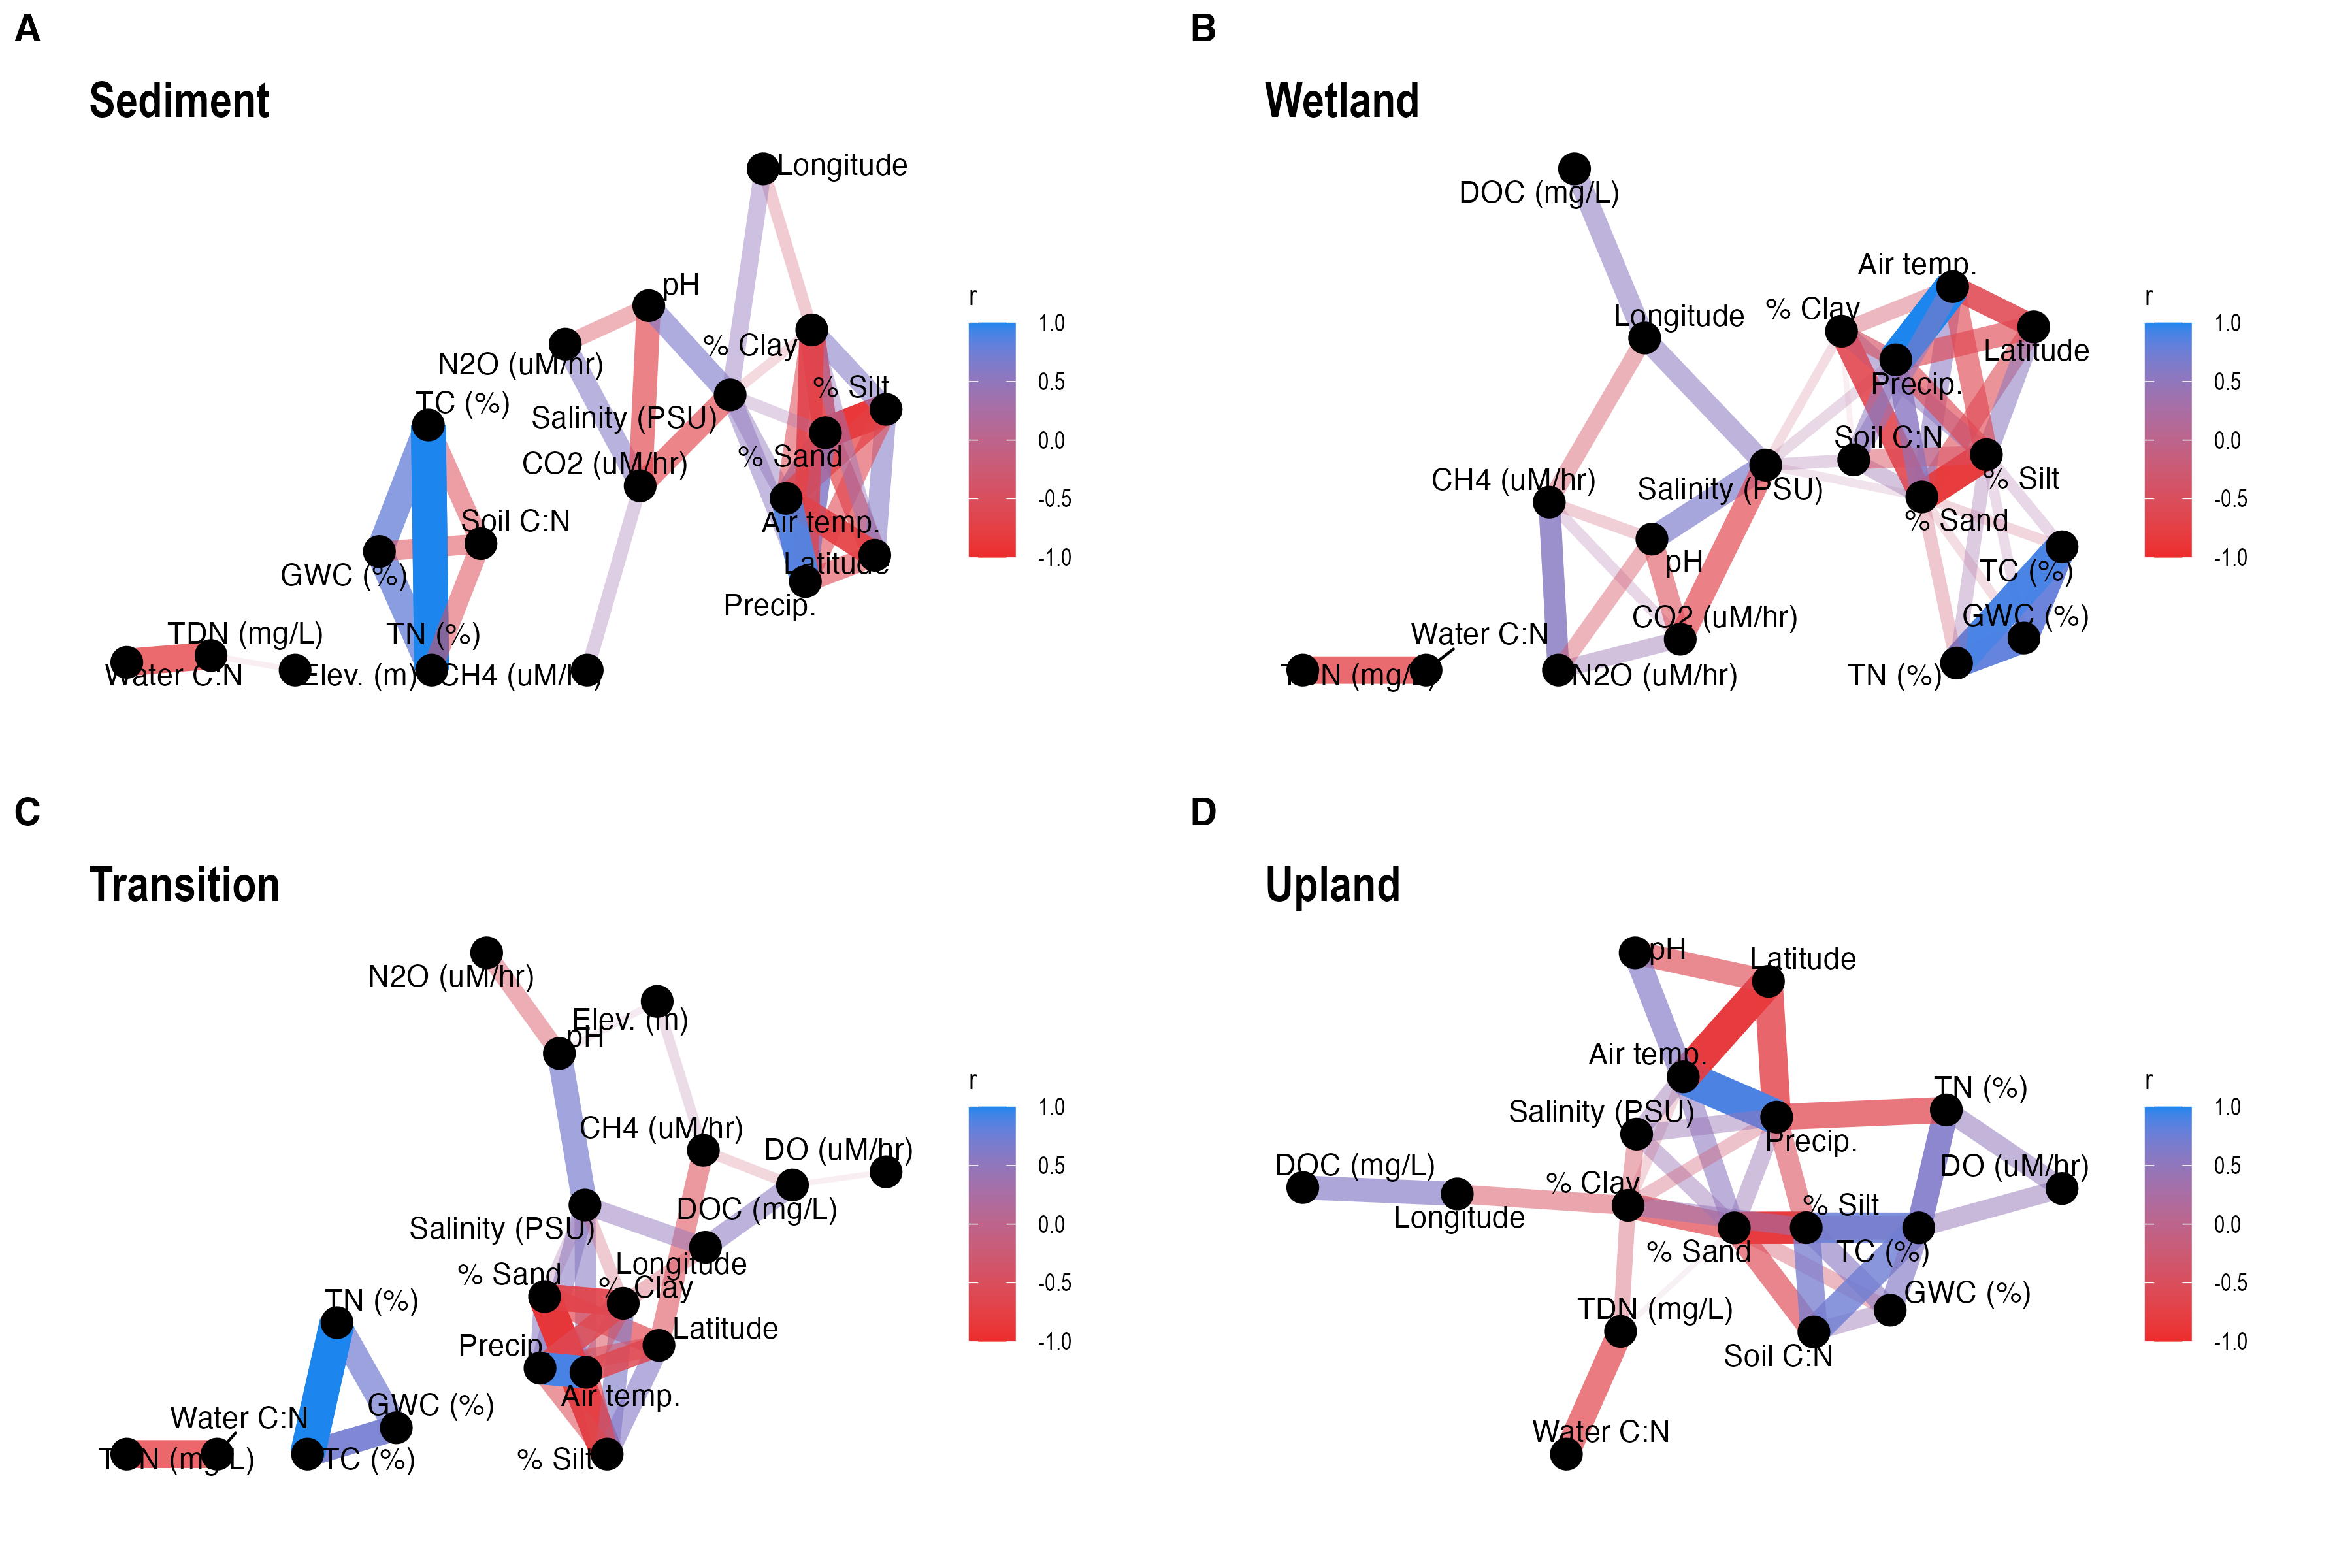 A
Sediment
Longitude
pH
N2O (uM/hr)
% Clay
TC (%)
% Silt
Salinity (PSU)
% Sand
CO2 (uM/hr)
Soil C:N
Air temp.
GWC (%)
Latitude
Precip.
TDN (mg/L)
TN (%)
Water C:N
Elev. (m)
CH4 (uM/hr)
r
1.0
0.5
0.0
-0.5
-1.0
B
Wetland
DOC (mg/L)
Air temp.
% Clay
Longitude
Latitude
Precip.
Soil C:N
CH4 (uM/hr)
Salinity (PSU)
% Silt
% Sand
pH
TC (%)
CO2 (uM/hr)
GWC (%)
Water C:N
TDN (mg/L)
N2O (uM/hr)
TN (%)
r
1.0
0.5
0.0
-0.5
-1.0
C
Transition
N2O (uM/hr)
Elev. (m)
pH
CH4 (uM/hr)
DO (uM/hr)
DOC (mg/L)
Salinity (PSU)
Longitude
% Sand
% Clay
TN (%)
Latitude
Precip.
Air temp.
GWC (%)
Water C:N
TDN (mg/L)
TC (%)
% Silt
r
1.0
0.5
0.0
-0.5
-1.0
D
Upland
pH
Latitude
Air temp.
TN (%)
Salinity (PSU)
Precip.
DOC (mg/L)
DO (uM/hr)
% Clay
% Silt
Longitude
% Sand
TC (%)
GWC (%)
TDN (mg/L)
Soil C:N
Water C:N
r
1.0
0.5
0.0
-0.5
-1.0